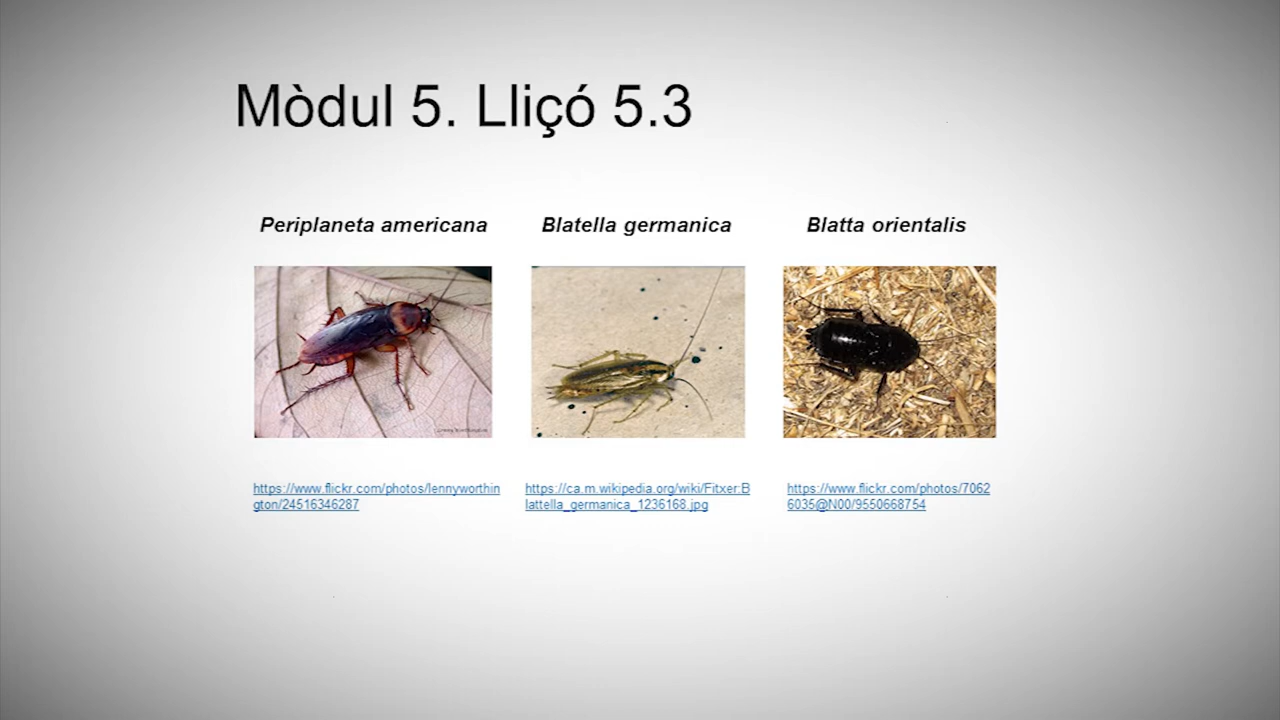 Mòdul 5. Lliçó 5.3
Periplaneta americana
Blatella germanica
Blatta orientalis
https://www.flickr.com/photos/lennyworthin
gton/24516346287
https://ca.m.wikipedia.org/wiki/Fitxer:B
lattella_germanica_1236168.jpg
https://www.flickr.com/photos/7062
6035@N00/9550668754